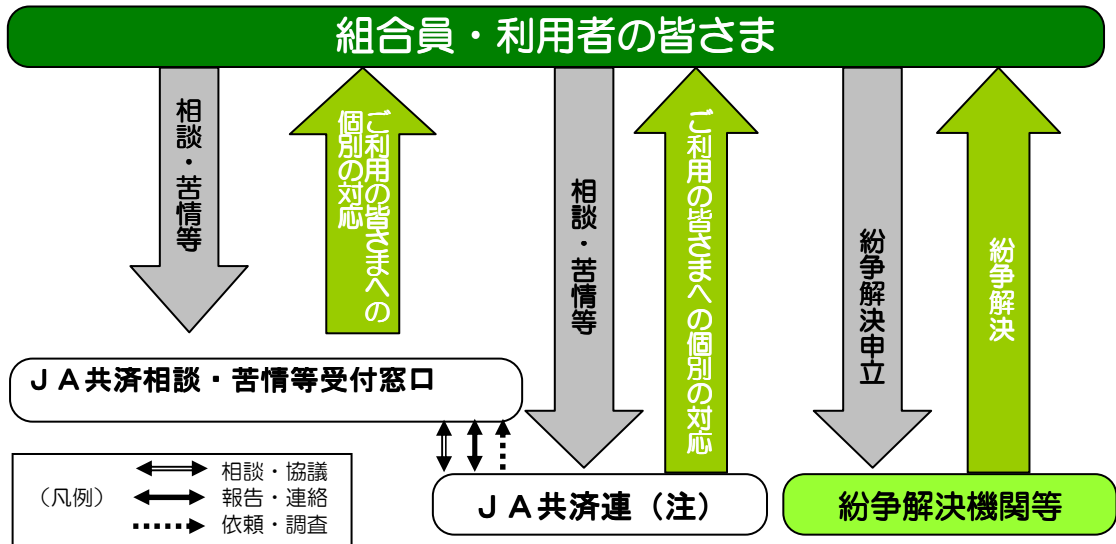 組合員・利用者の皆さま
相談・苦情等
ご利用の皆さまへの
個別の対応
相談・苦情等
ご利用の皆さまへの個別の対応
紛争解決申立
紛争解決
ＪＡ共済相談・苦情等受付窓口
ＪＡ共済連（注）
紛争解決機関等
（凡例）
相談・協議
報告・連絡
依頼・調査